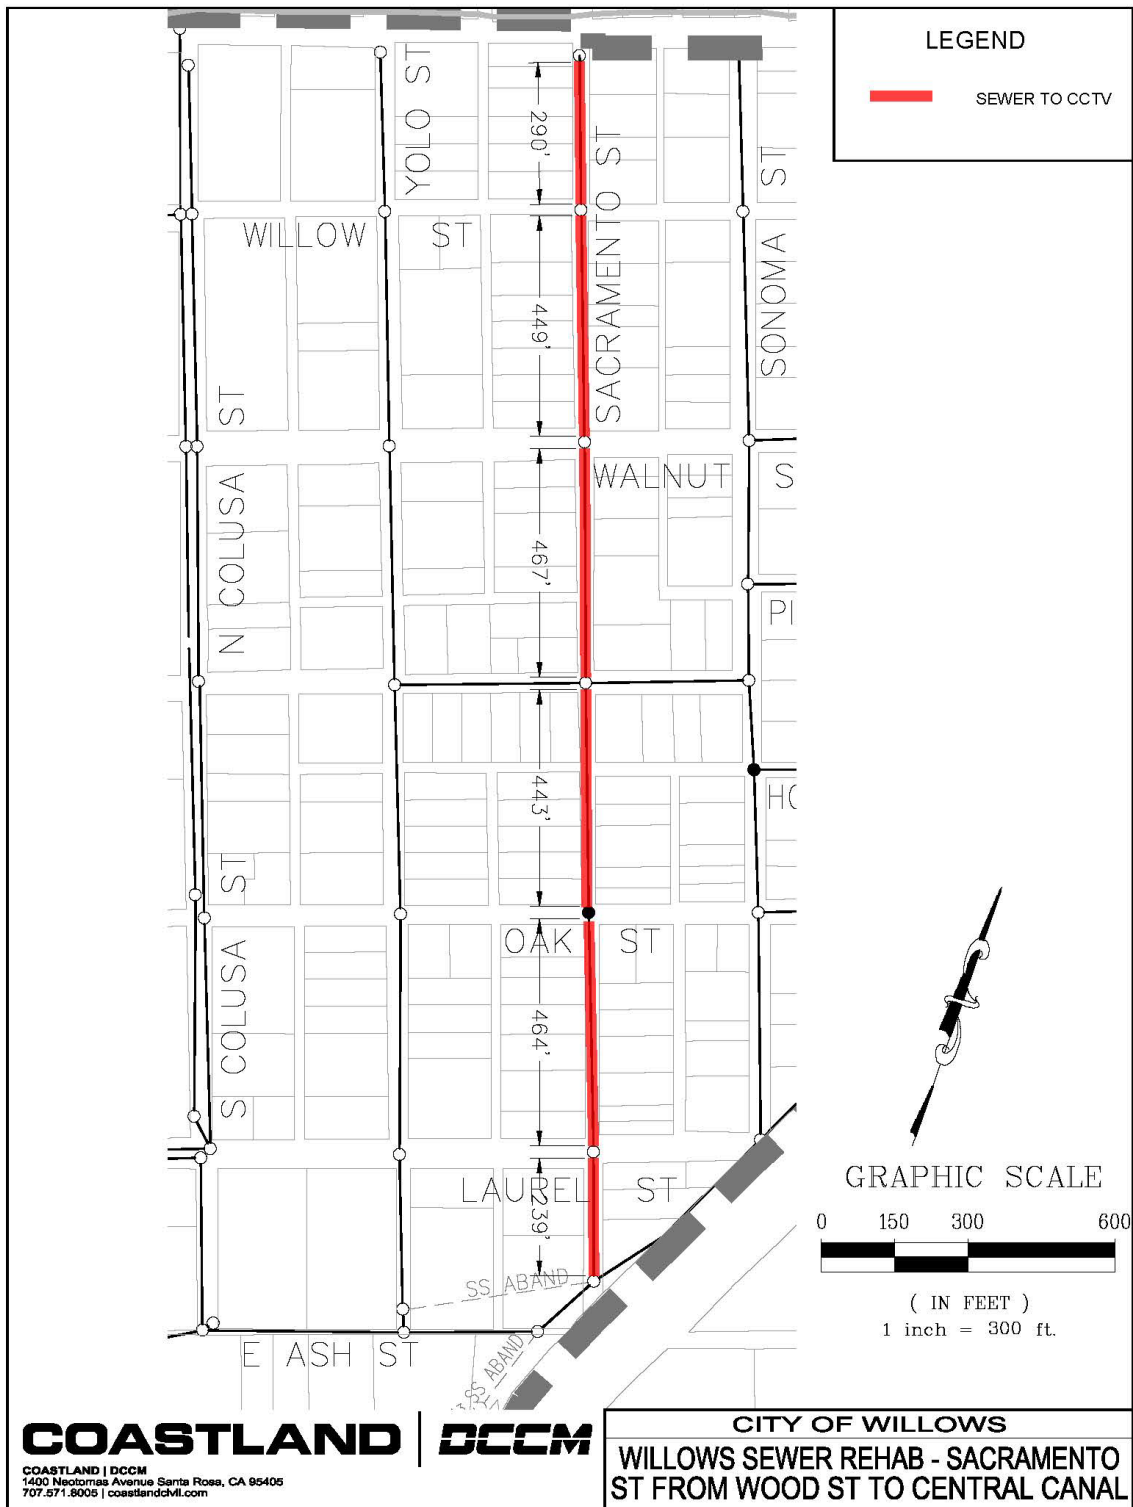 LEGEND
SEWER TO CCTV
YOLO ST
290'
SACRAMENTO ST
SONOMA ST
WILLOW ST
449'
N COLUSA ST
WALNUT S
467'
PI
443'
HO
S COLUSA ST
OAK ST
464'
LAUREL ST
239'
SS ABAND
E ASH ST
SS ABAND
GRAPHIC SCALE
0 150 300 600
( IN FEET )
1 inch = 300 ft.
COASTLAND | DCCM
COASTLAND | DCCM
1400 Neotomas Avenue Santa Rosa, CA 95405
707.571.8005 | coastlandcivil.com
CITY OF WILLOWS
WILLOWS SEWER REHAB - SACRAMENTO
ST FROM WOOD ST TO CENTRAL CANAL